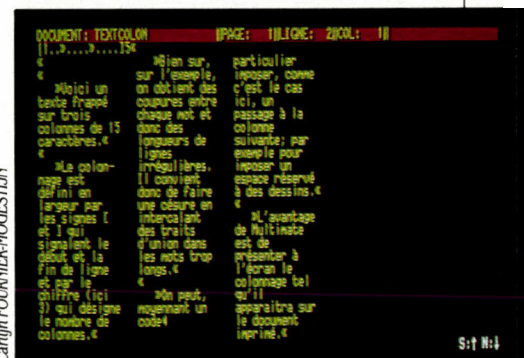 DOCUMENT: TEXTCOLON ||PAGE: 1||LIGNE: 2||COL: 1||
[1..»....»....15«
«
«
»Voici un
texte frappé
sur trois
colonnes de 15
caractères.«
«
»Le colon-
nage est
défini en
largeur par
les signes [
et ] qui
signalent le
début et la
fin de ligne
et par le
chiffre (ici
3) qui désigne
le nombre de
colonnes.«
»Bien sur,
sur l'exemple,
on obtient des
coupures entre
chaque mot et
donc des
longueurs de
lignes
irrégulières.
Il convient
donc de faire
une césure en
intercalant
des traits
d'union dans
les mots trop
longs.«
«
»On peut,
moyennant un
code«
particulier
imposer, comme
c'est le cas
ici, un
passage à la
colonne
suivante; par
exemple pour
imposer un
espace réservé
à des dessins.«
«
»L'avantage
de Multimate
est de
présenter à
l'écran le
colonnage tel
qu'il
apparaitra sur
le document
imprimé.«
S:↑ N:↓
FOURNIER-MODESTION